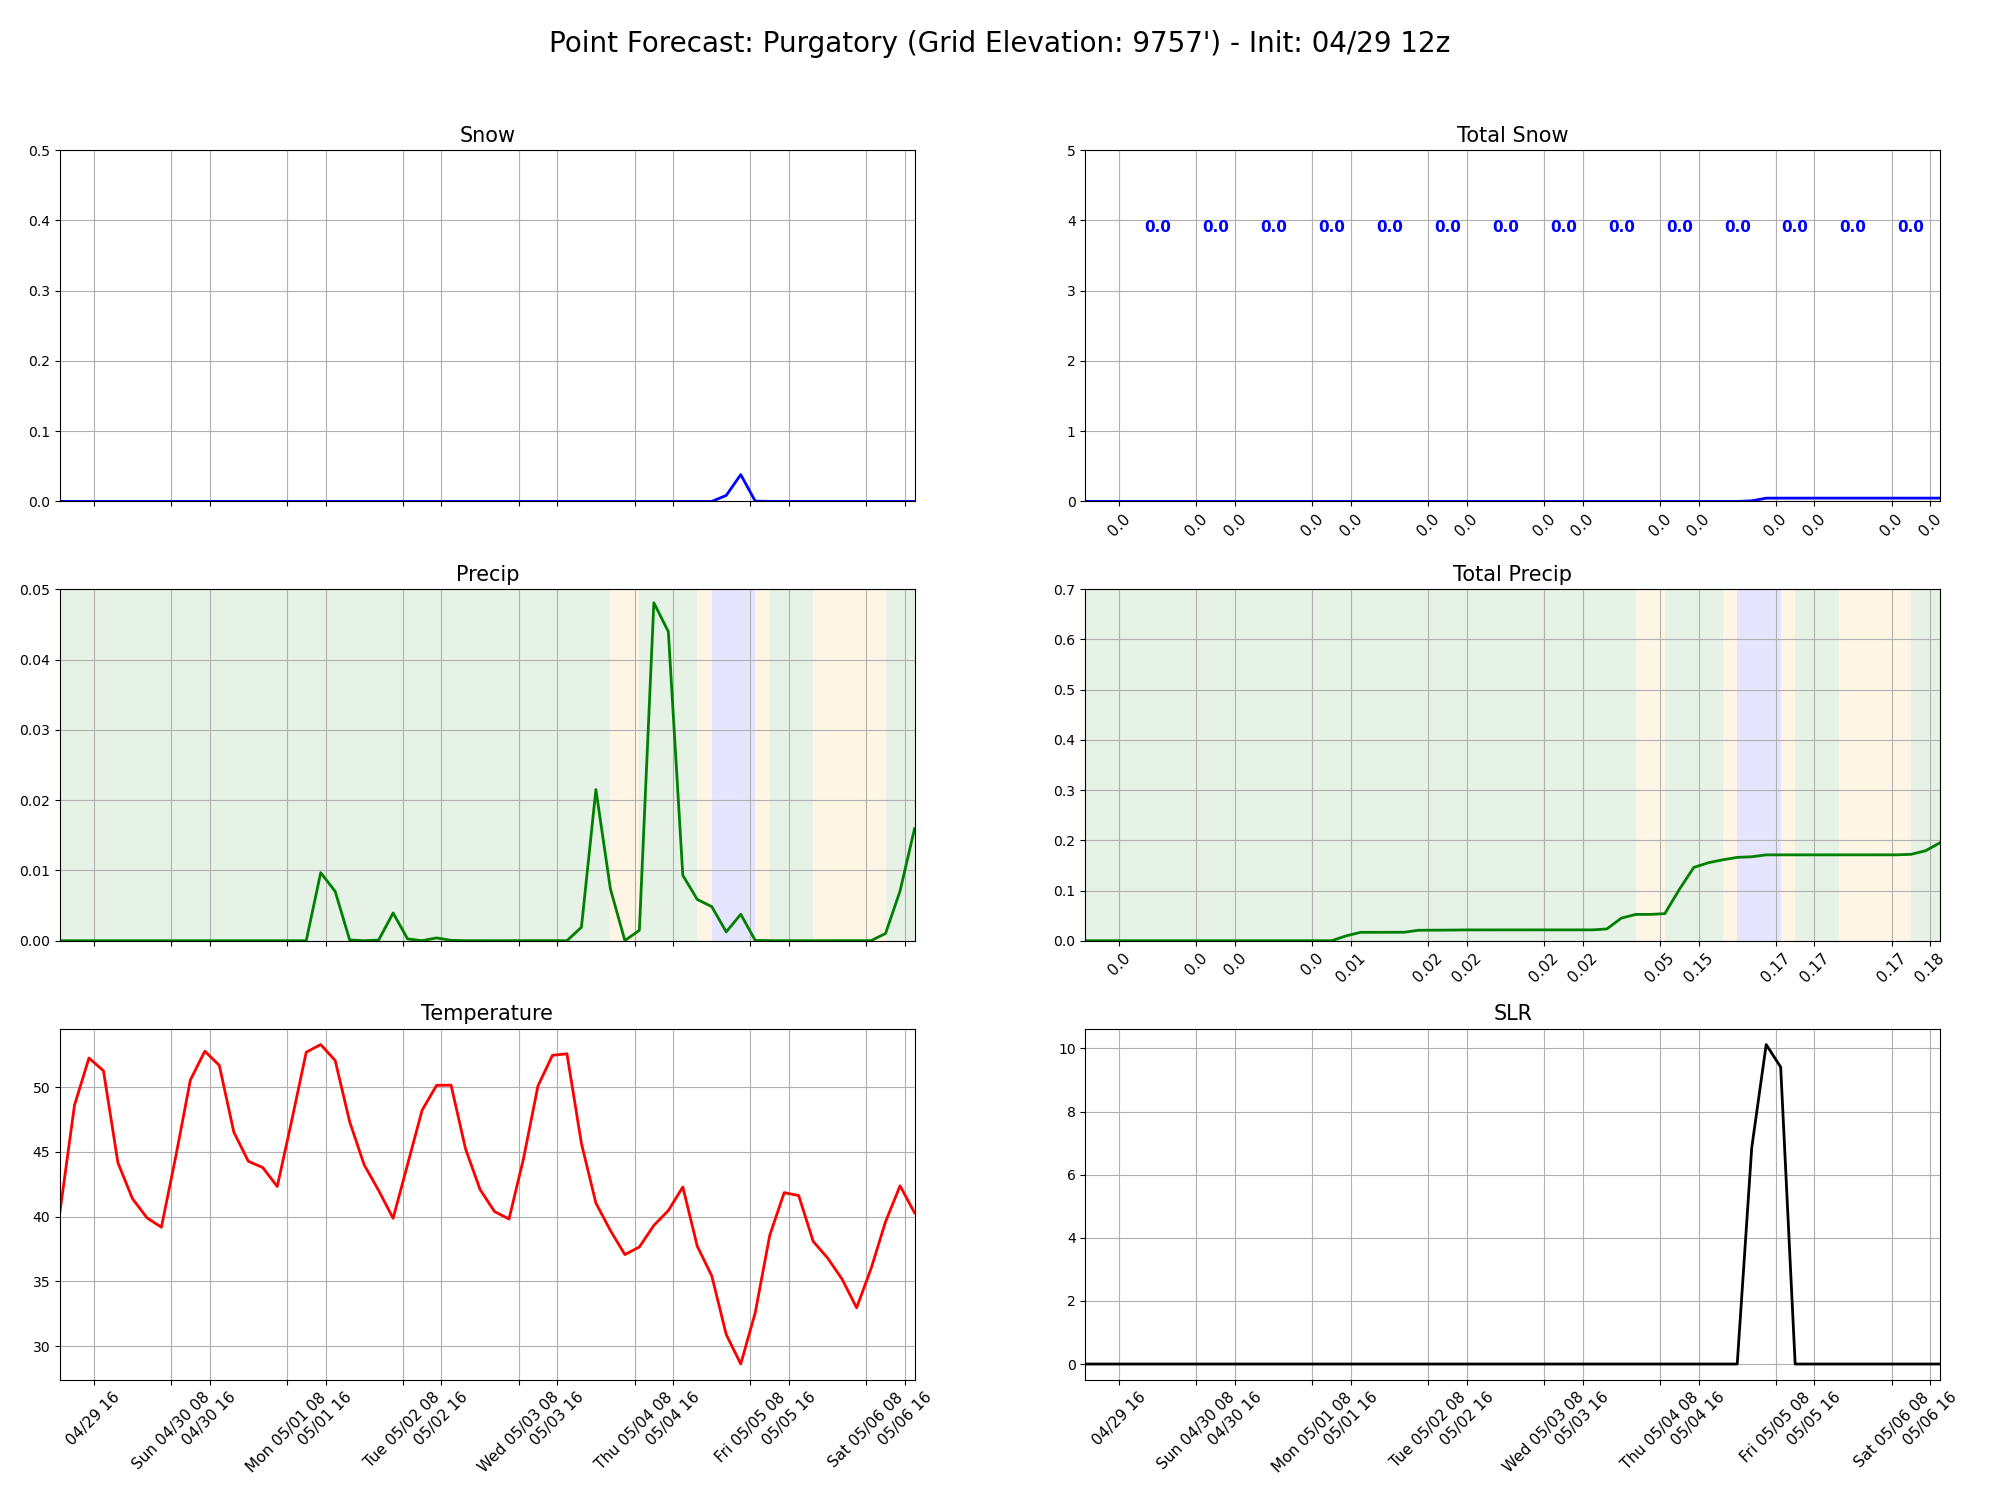 Point Forecast: Purgatory (Grid Elevation: 9757') - Init: 04/29 12z
Snow
0.5
0.4
0.3
0.2
0.1
0.0
Total Snow
5
4
3
2
1
0
0.0 0.0 0.0 0.0 0.0 0.0 0.0 0.0 0.0 0.0 0.0 0.0 0.0 0.0
0.0 0.0 0.0 0.0 0.0 0.0 0.0 0.0 0.0 0.0 0.0 0.0 0.0 0.0 0.0
Precip
0.05
0.04
0.03
0.02
0.01
0.00
Total Precip
0.7
0.6
0.5
0.4
0.3
0.2
0.1
0.0
0.0 0.0 0.0 0.0 0.01 0.02 0.02 0.02 0.02 0.05 0.15 0.17 0.17 0.17 0.18
Temperature
50
45
40
35
30
04/29 16
Sun 04/30 08
04/30 16
Mon 05/01 08
05/01 16
Tue 05/02 08
05/02 16
Wed 05/03 08
05/03 16
Thu 05/04 08
05/04 16
Fri 05/05 08
05/05 16
Sat 05/06 08
05/06 16
SLR
10
8
6
4
2
0
04/29 16
Sun 04/30 08
04/30 16
Mon 05/01 08
05/01 16
Tue 05/02 08
05/02 16
Wed 05/03 08
05/03 16
Thu 05/04 08
05/04 16
Fri 05/05 08
05/05 16
Sat 05/06 08
05/06 16